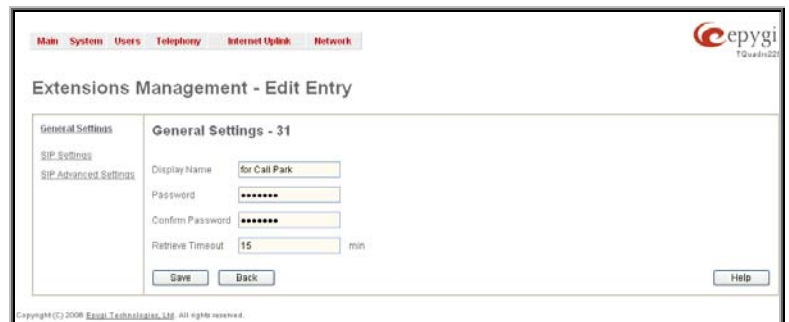 Main System Users Telephony Internet Uplink Network
epygi
Extensions Management - Edit Entry
General Settings
SIP Settings
SIP Advanced Settings
General Settings - 31
Display Name for Call Park
Password •••••••
Confirm Password •••••••
Retrieve Timeout 15 min
Save Back Help
Copyright (C) 2008 Epygi Technologies, Ltd. All rights reserved.